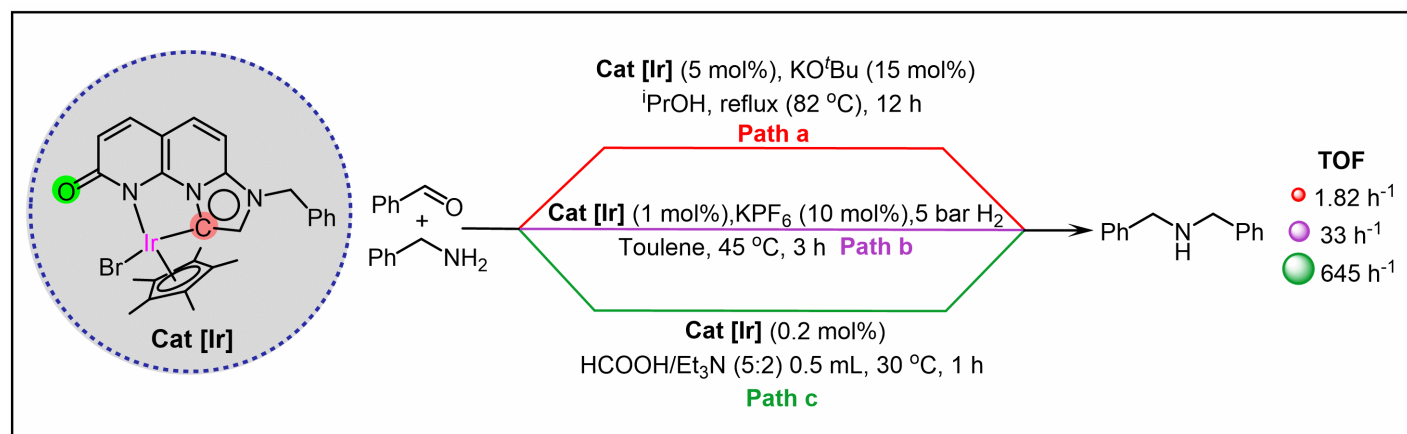 O
N
N
N
Ph
C
Ir
Br
Cat [Ir]
Ph
O
+
Ph
NH₂
Cat [Ir] (5 mol%), KOᵗBu (15 mol%)
ⁱPrOH, reflux (82 ᵒC), 12 h
Path a
Cat [Ir] (1 mol%),KPF₆ (10 mol%),5 bar H₂
Toulene, 45 ᵒC, 3 h Path b
Cat [Ir] (0.2 mol%)
HCOOH/Et₃N (5:2) 0.5 mL, 30 ᵒC, 1 h
Path c
Ph
N
H
Ph
TOF
1.82 h⁻¹
33 h⁻¹
645 h⁻¹